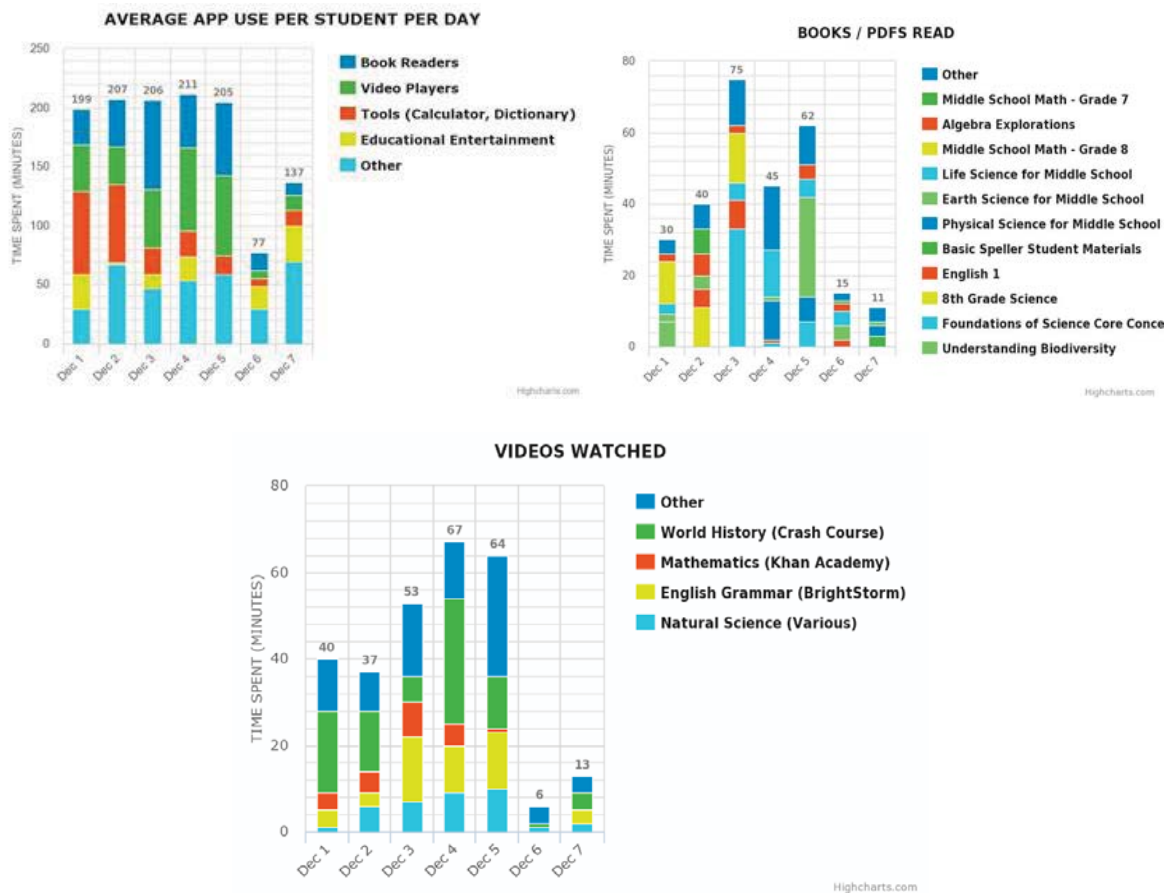 AVERAGE APP USE PER STUDENT PER DAY
TIME SPENT (MINUTES)
250
200
150
100
50
0
199
207
206
211
205
77
137
Dec 1
Dec 2
Dec 3
Dec 4
Dec 5
Dec 6
Dec 7
Book Readers
Video Players
Tools (Calculator, Dictionary)
Educational Entertainment
Other
Highcharts.com
BOOKS / PDFS READ
TIME SPENT (MINUTES)
80
60
40
20
0
30
40
75
45
62
15
11
Dec 1
Dec 2
Dec 3
Dec 4
Dec 5
Dec 6
Dec 7
Other
Middle School Math - Grade 7
Algebra Explorations
Middle School Math - Grade 8
Life Science for Middle School
Earth Science for Middle School
Physical Science for Middle School
Basic Speller Student Materials
English 1
8th Grade Science
Foundations of Science Core Conce
Understanding Biodiversity
Highcharts.com
VIDEOS WATCHED
TIME SPENT (MINUTES)
80
60
40
20
0
40
37
53
67
64
6
13
Dec 1
Dec 2
Dec 3
Dec 4
Dec 5
Dec 6
Dec 7
Other
World History (Crash Course)
Mathematics (Khan Academy)
English Grammar (BrightStorm)
Natural Science (Various)
Highcharts.com